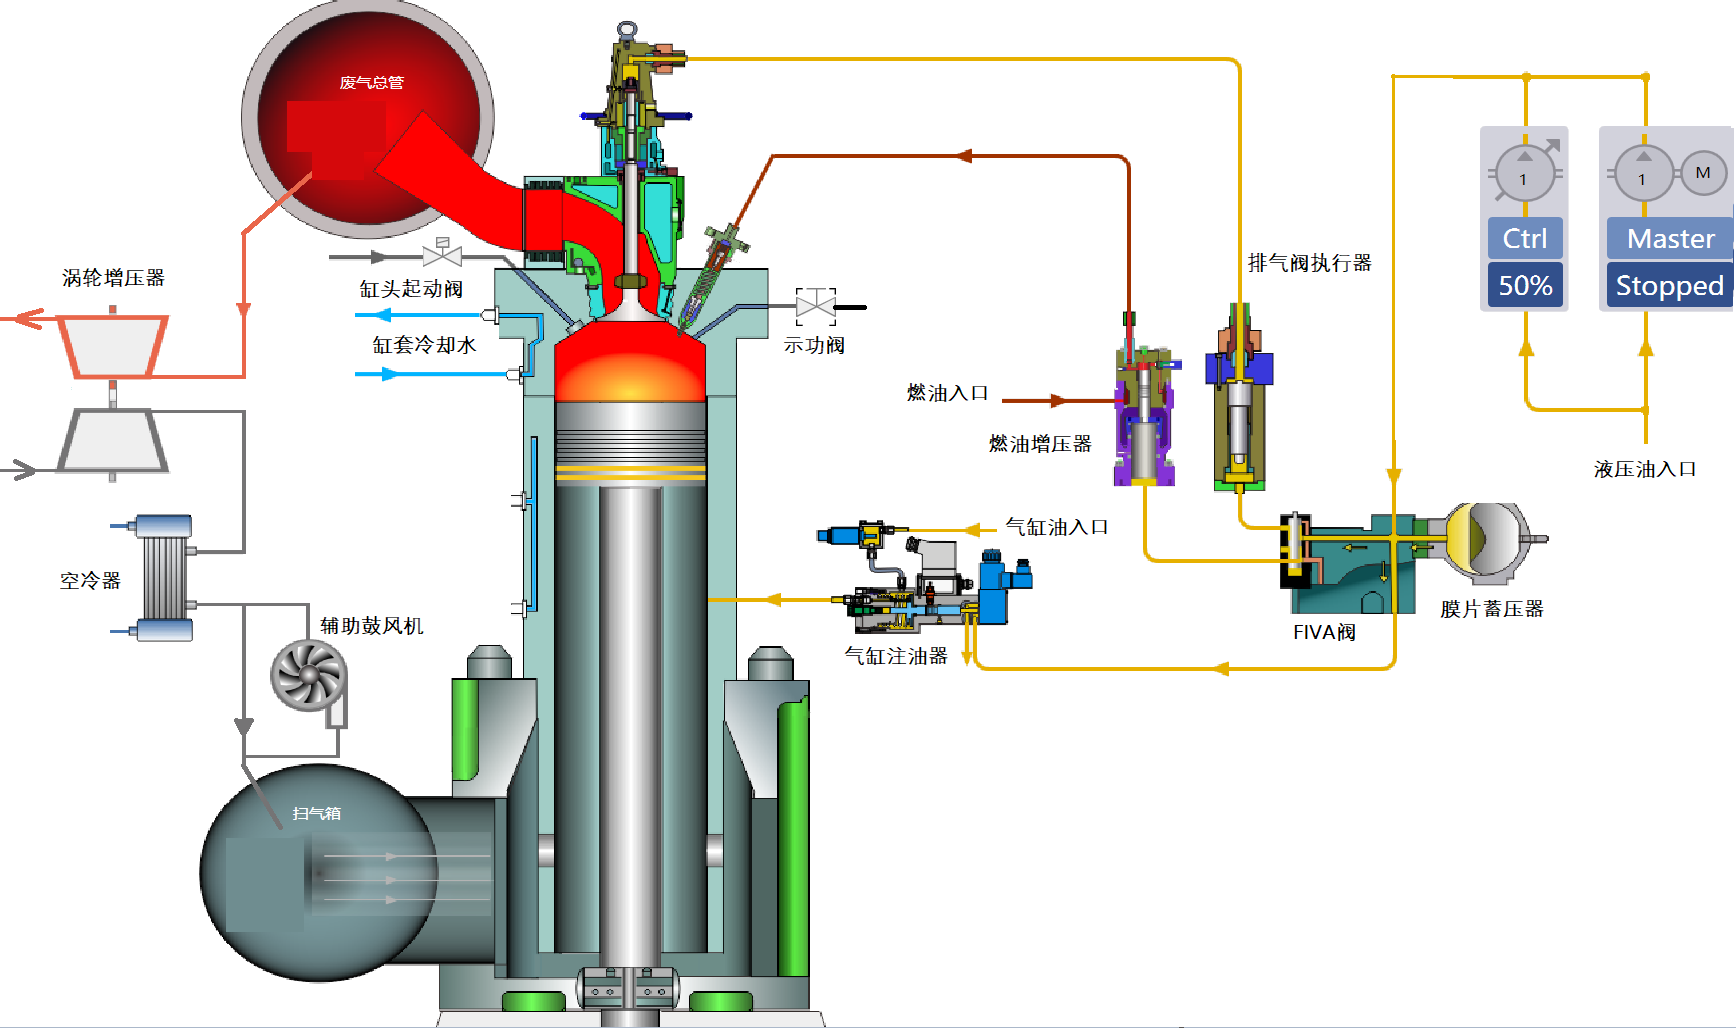 废气总管
1
1
M
Ctrl
Master
50%
Stopped
涡轮增压器
缸头起动阀
排气阀执行器
缸套冷却水
示功阀
燃油入口
燃油增压器
液压油入口
气缸油入口
空冷器
膜片蓄压器
辅助鼓风机
FIVA阀
气缸注油器
扫气箱